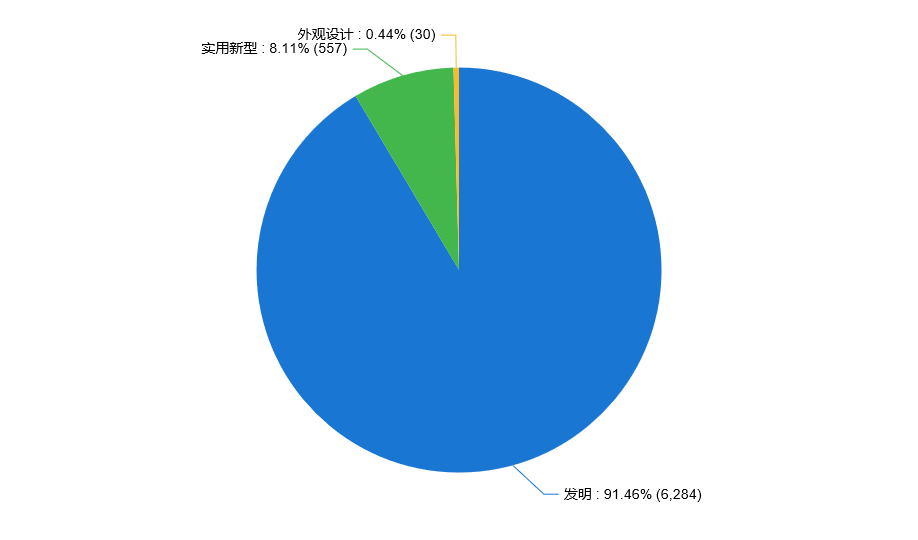 外观设计 : 0.44% (30)
实用新型 : 8.11% (557)
发明 : 91.46% (6,284)